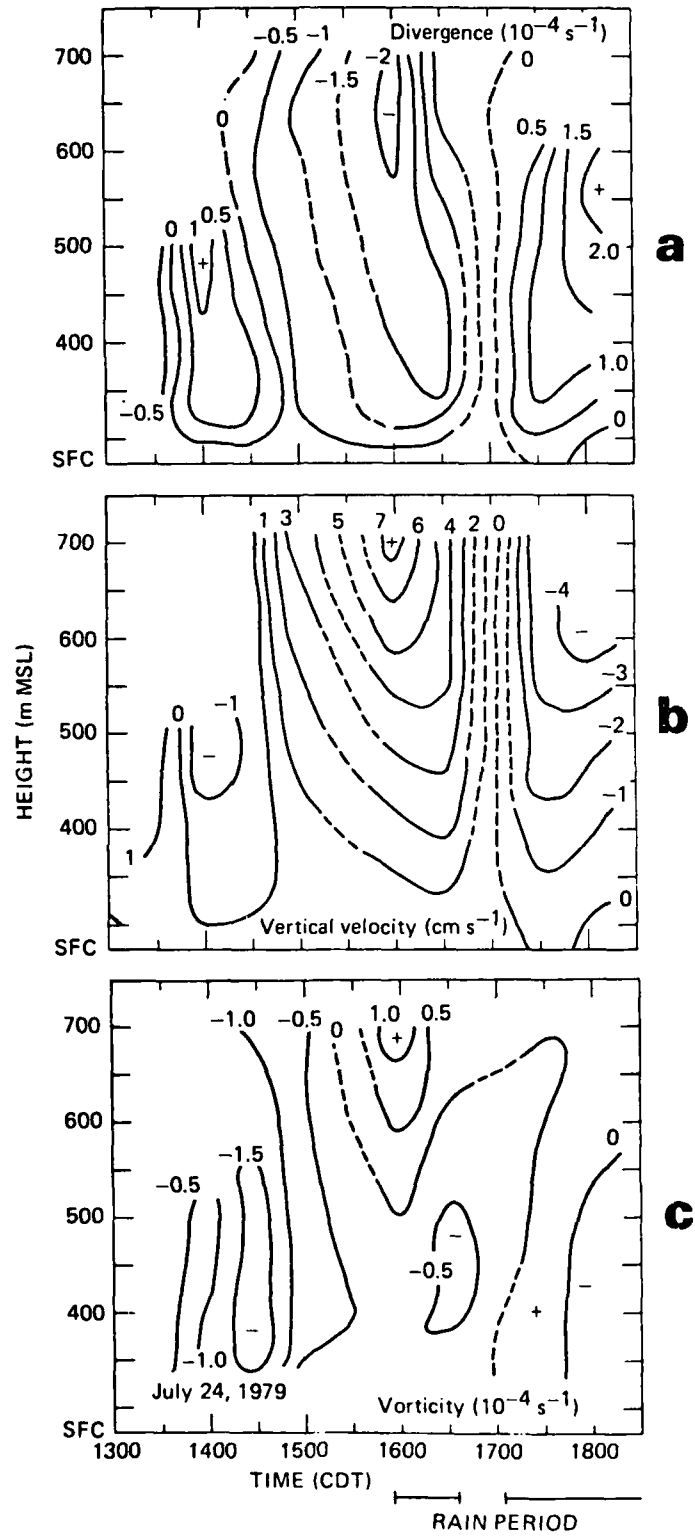 -0.5 -1 Divergence (10-4 s-1)
-2
-1.5
0
0
0.5 1.5
+
0 1 0.5
+
2.0
1.0
-0.5
0
700
600
500
400
SFC
a
1 3 5 7 6 4 2 0
+
-4
-3
0 -1
-2
-1
1
0
Vertical velocity (cm s-1)
700
600
500
400
SFC
HEIGHT (m MSL)
b
-1.0 -0.5 0 1.0 0.5
+
-1.5
-0.5
0
-0.5
+
-1.0
July 24, 1979
Vorticity (10-4 s-1)
700
600
500
400
SFC
c
1300 1400 1500 1600 1700 1800
TIME (CDT)
RAIN PERIOD